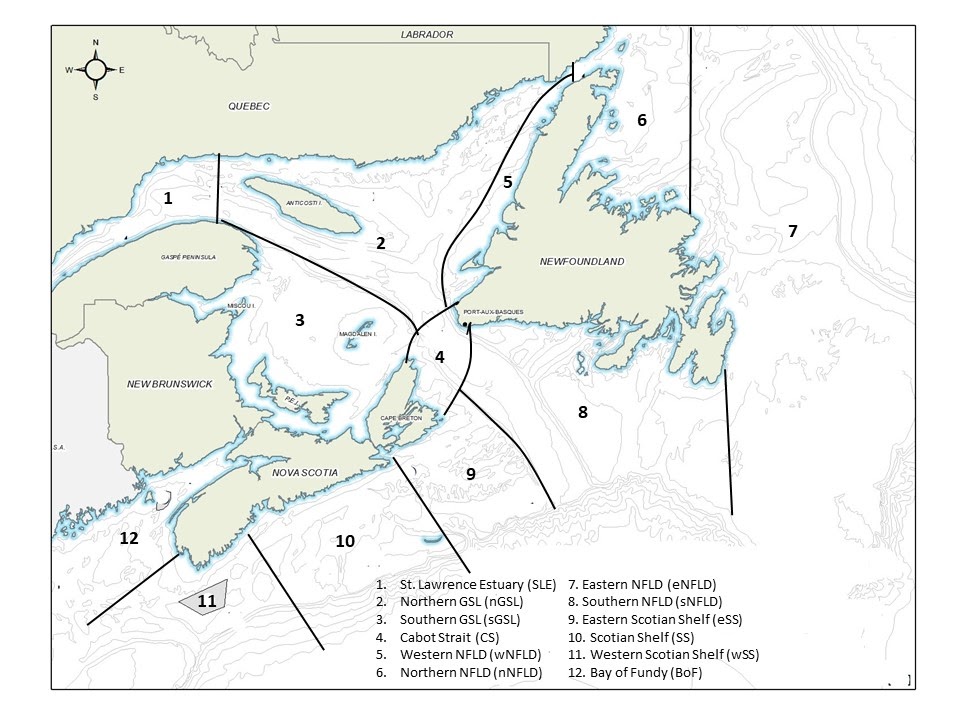 LABRADOR
N
W E
S
QUEBEC
6
1
5
ANTICOSTI I.
7
2
GASPÉ PENINSULA
NEWFOUNDLAND
MISCOU I.
PORT-AUX-BASQUES
3
MAGDALEN I.
4
NEW BRUNSWICK
P.E.I.
8
CAPE BRETON
S.A.
NOVA SCOTIA
9
12
10
11
1. St. Lawrence Estuary (SLE)
2. Northern GSL (nGSL)
3. Southern GSL (sGSL)
4. Cabot Strait (CS)
5. Western NFLD (wNFLD)
6. Northern NFLD (nNFLD)
7. Eastern NFLD (eNFLD)
8. Southern NFLD (sNFLD)
9. Eastern Scotian Shelf (eSS)
10. Scotian Shelf (SS)
11. Western Scotian Shelf (wSS)
12. Bay of Fundy (BoF)